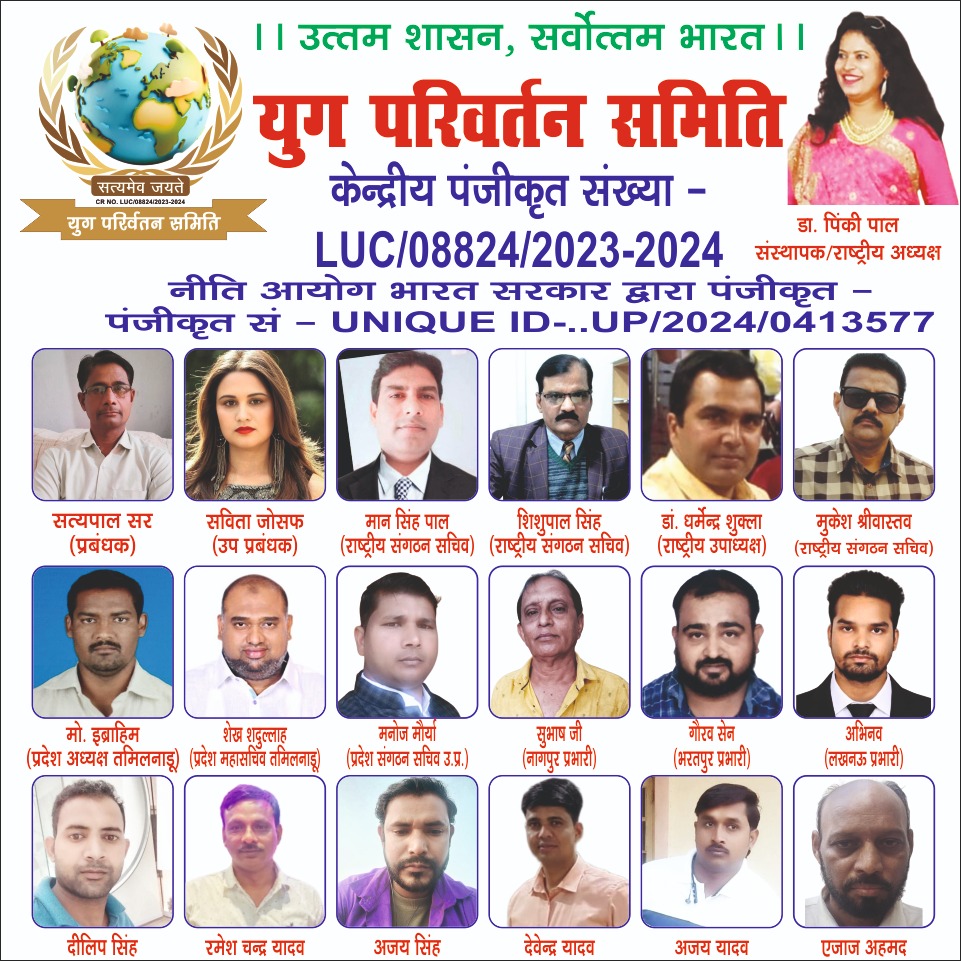 ।। उत्तम शासन, सर्वोत्तम भारत।।
युग परिवर्तन समिति
केन्द्रीय पंजीकृत संख्या –
LUC/08824/2023-2024
नीति आयोग भारत सरकार द्वारा पंजीकृत –
पंजीकृत सं – UNIQUE ID-..UP/2024/0413577
सत्यमेव जयते
CR NO. LUC/08824/2023-2024
युग परिर्वतन समिति
डा. पिंकी पाल
संस्थापक/राष्ट्रीय अध्यक्ष
सत्यपाल सर
(प्रबंधक)
सविता जोसफ
(उप प्रबंधक)
मान सिंह पाल
(राष्ट्रीय संगठन सचिव)
शिशुपाल सिंह
(राष्ट्रीय संगठन सचिव)
डां. धर्मेन्द्र शुक्ला
(राष्ट्रीय उपाध्यक्ष)
मुकेश श्रीवास्तव
(राष्ट्रीय संगठन सचिव)
मो. इब्राहिम
(प्रदेश अध्यक्ष तमिलनाडू)
शेख शदुल्लाह
(प्रदेश महासचिव तमिलनाडू)
मनोज मौर्या
(प्रदेश संगठन सचिव उ.प्र.)
सुभाष जी
(नागपुर प्रभारी)
गौरव सेन
(भरतपुर प्रभारी)
अभिनव
(लखनऊ प्रभारी)
दीलिप सिंह
रमेश चन्द्र यादव
अजय सिंह
देवेन्द्र यादव
अजय यादव
एजाज अहमद